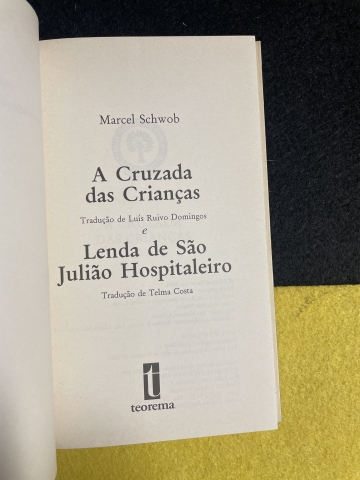 Marcel Schwob
A Cruzada
das Crianças
Tradução de Luís Ruivo Domingos
e
Lenda de São
Julião Hospitaleiro
Tradução de Telma Costa
t
teorema